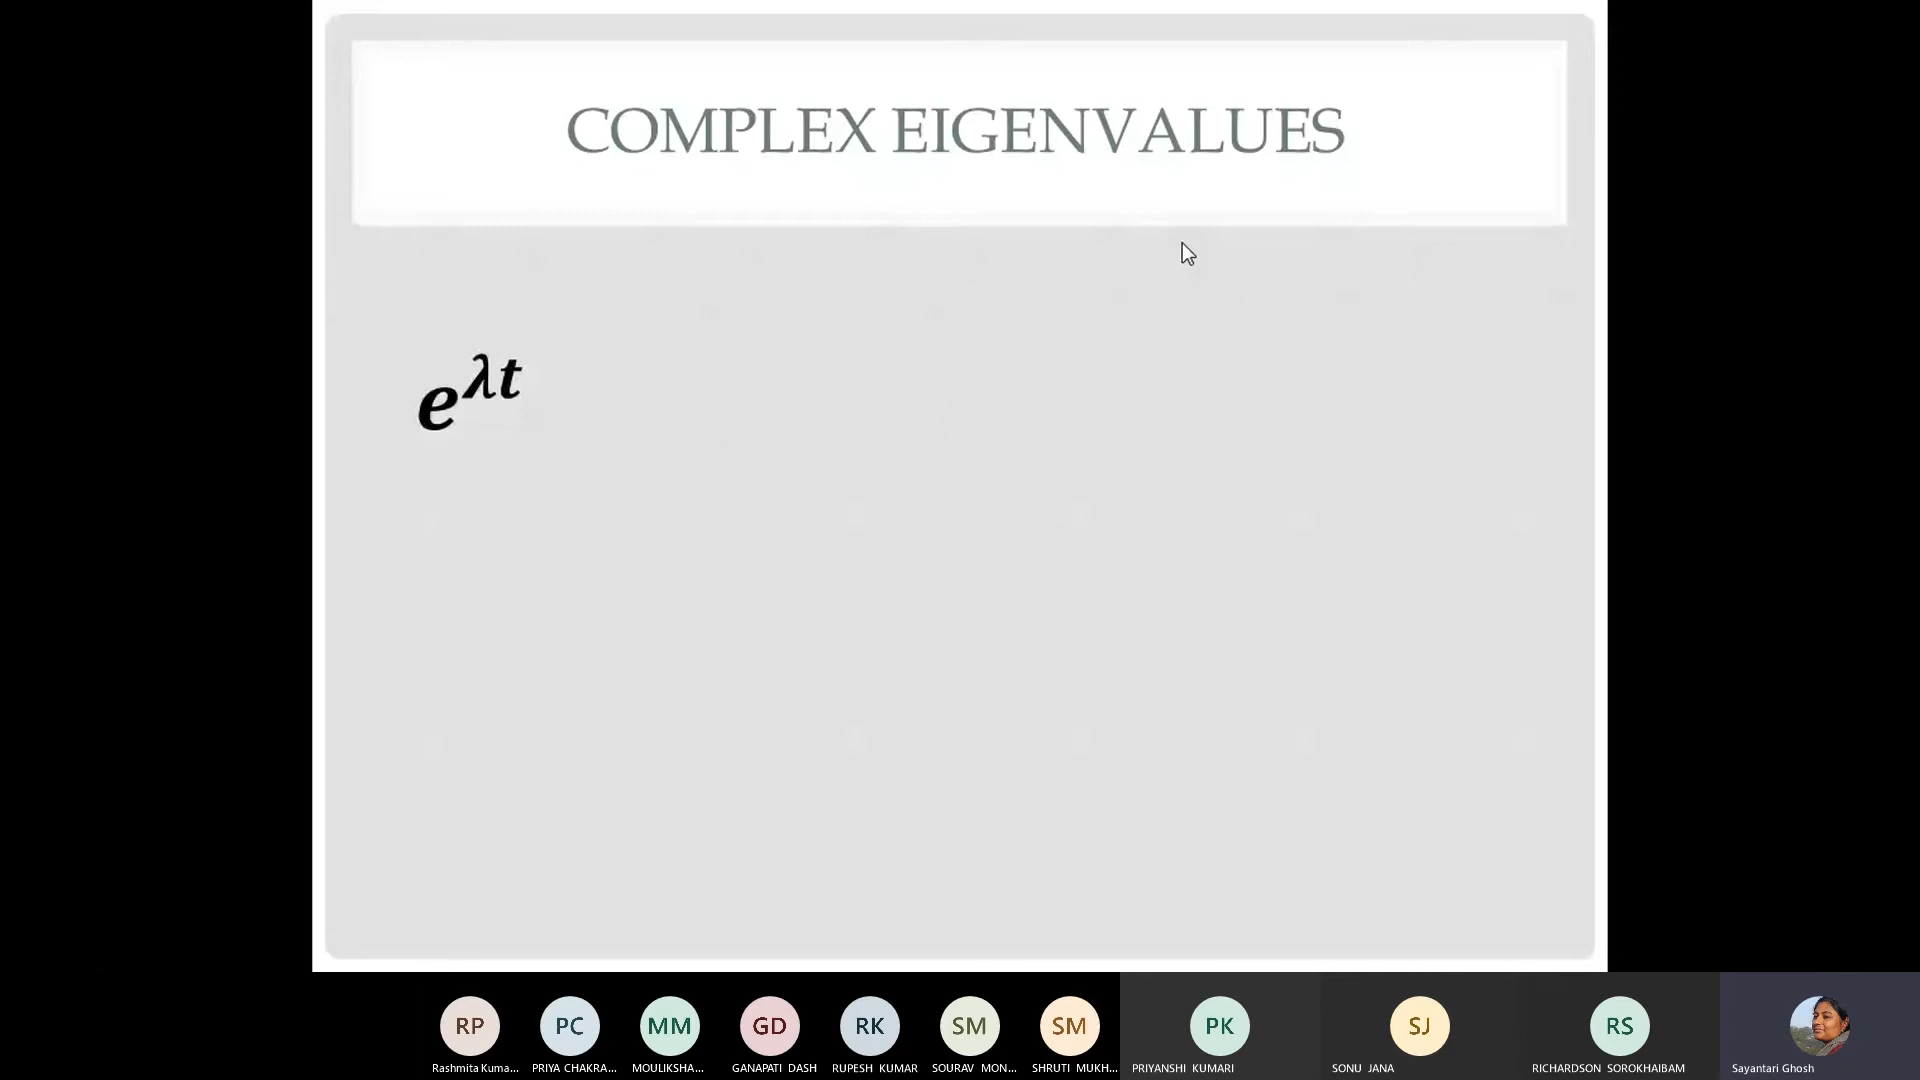 COMPLEX EIGENVALUES
e^{λt}
RP PC MM GD RK SM SM PK SJ RS
Rashmita Kuma... PRIYA CHAKRA... MOULIKSHA... GANAPATI DASH RUPESH KUMAR SOURAV MON... SHRUTI MUKH... PRIYANSHI KUMARI SONU JANA RICHARDSON SOROKHAIBAM Sayantari Ghosh